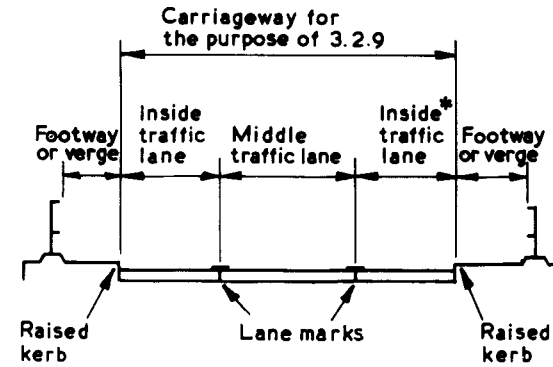 Carriageway for
the purpose of 3.2.9
Footway
or verge
Inside
traffic
lane
Middle
traffic lane
Inside*
traffic
lane
Footway
or verge
Raised
kerb
Lane marks
Raised
kerb